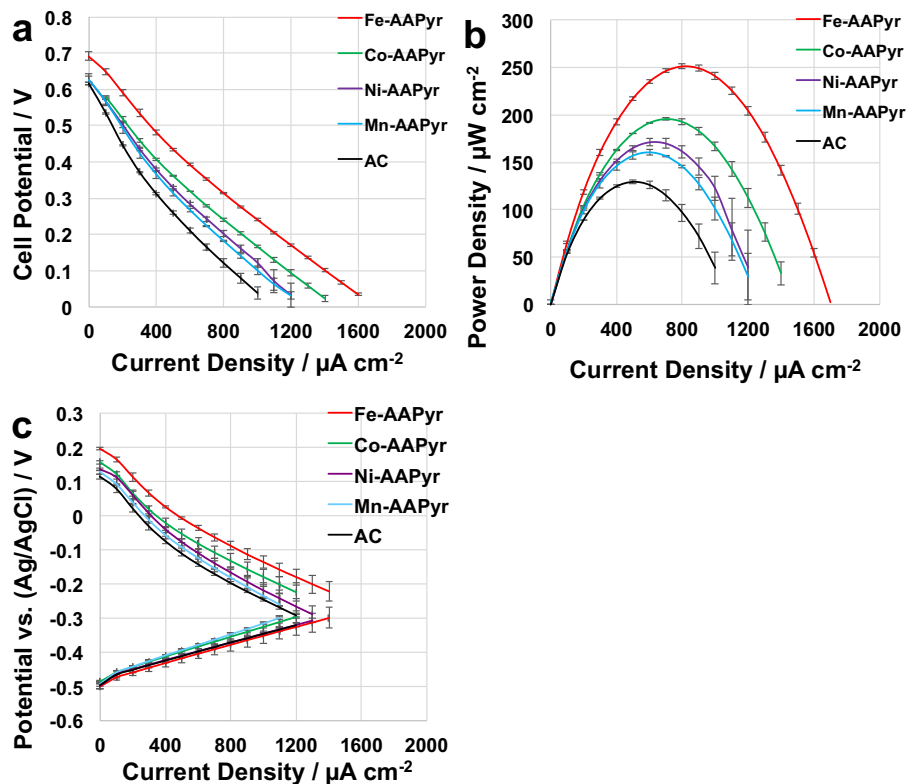 a
0.8
0.7
0.6
0.5
0.4
0.3
0.2
0.1
0
Cell Potential / V
0
400
800
1200
1600
2000
Current Density / µA cm-2
Fe-AAPyr
Co-AAPyr
Ni-AAPyr
Mn-AAPyr
AC
b
300
250
200
150
100
50
0
Power Density / µW cm-2
0
400
800
1200
1600
2000
Current Density / µA cm-2
Fe-AAPyr
Co-AAPyr
Ni-AAPyr
Mn-AAPyr
AC
c
0.3
0.2
0.1
0
-0.1
-0.2
-0.3
-0.4
-0.5
-0.6
Potential vs. (Ag/AgCl) / V
0
400
800
1200
1600
2000
Current Density / µA cm-2
Fe-AAPyr
Co-AAPyr
Ni-AAPyr
Mn-AAPyr
AC